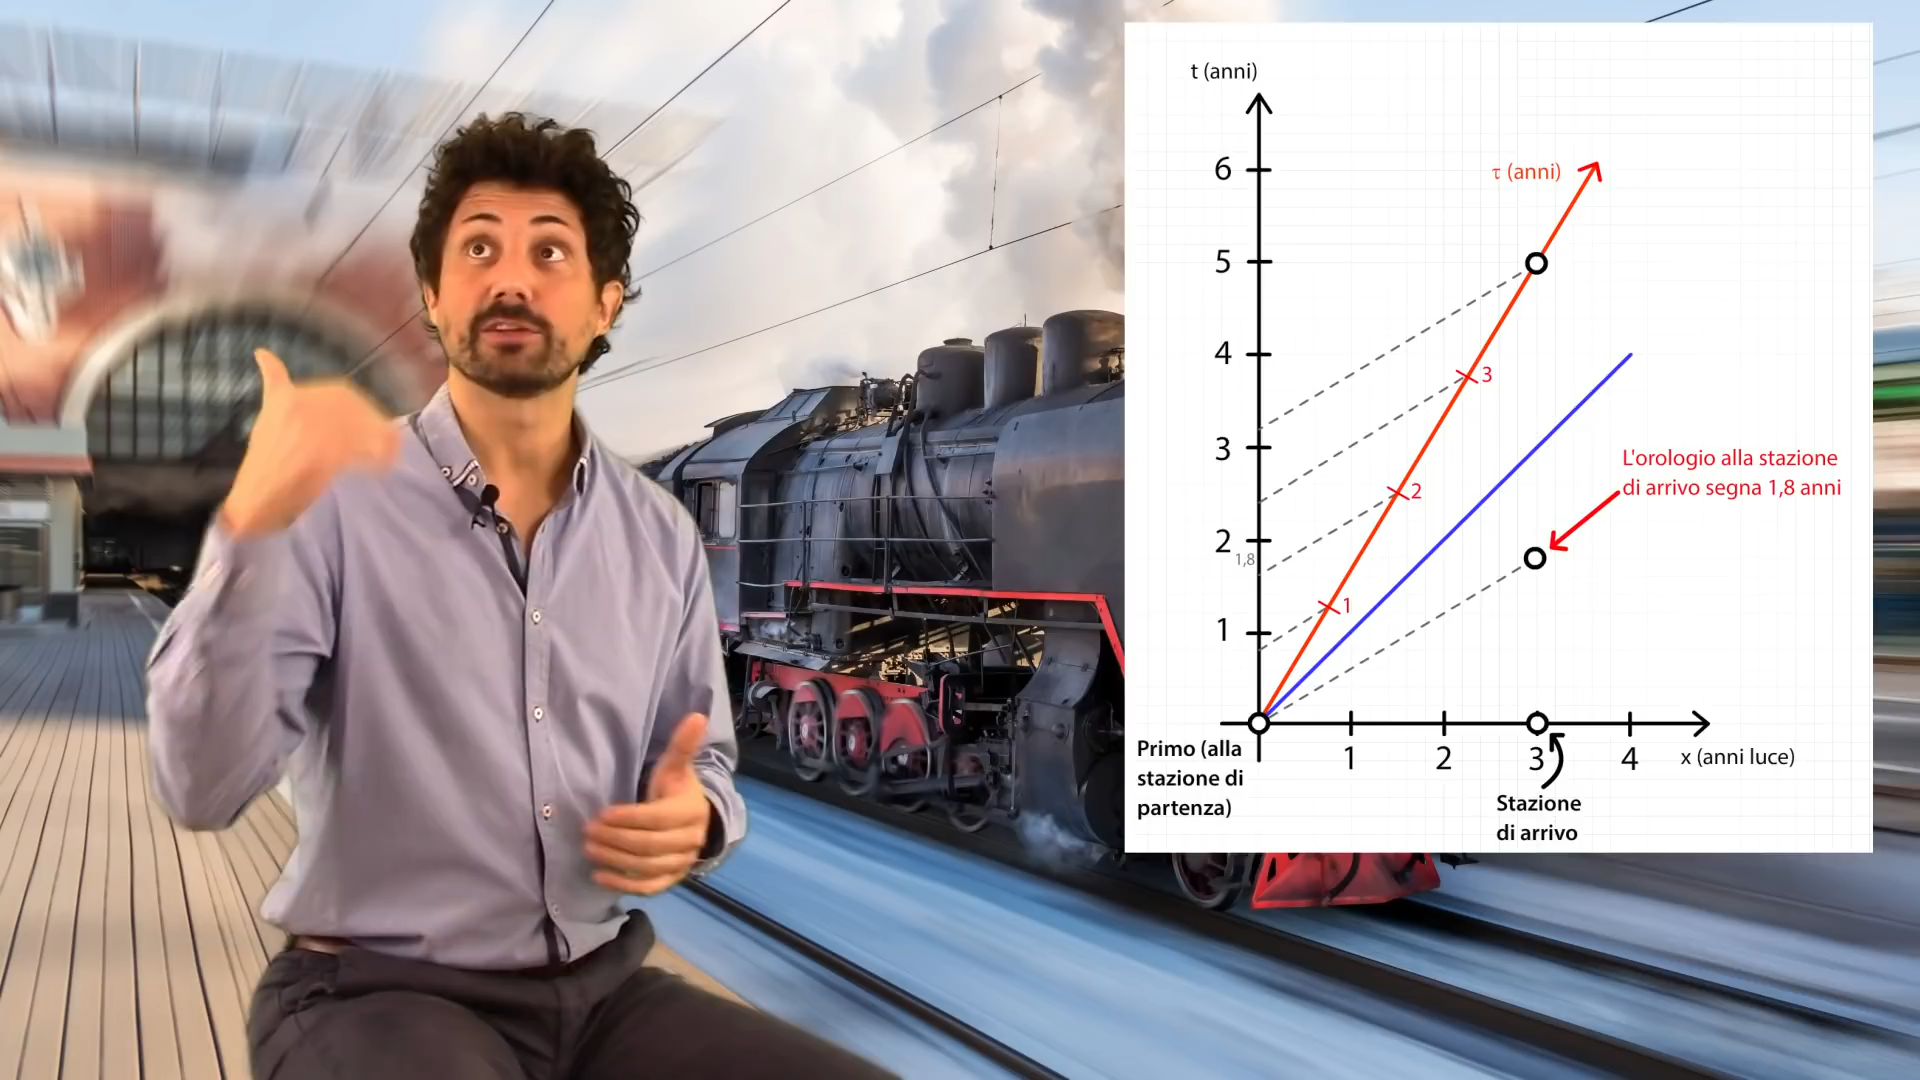 t (anni)
6
τ (anni)
5
4
3
3
L'orologio alla stazione
di arrivo segna 1,8 anni
2
2
1,8
1
1
Primo (alla
stazione di
partenza)
1
2
3
4
x (anni luce)
Stazione
di arrivo